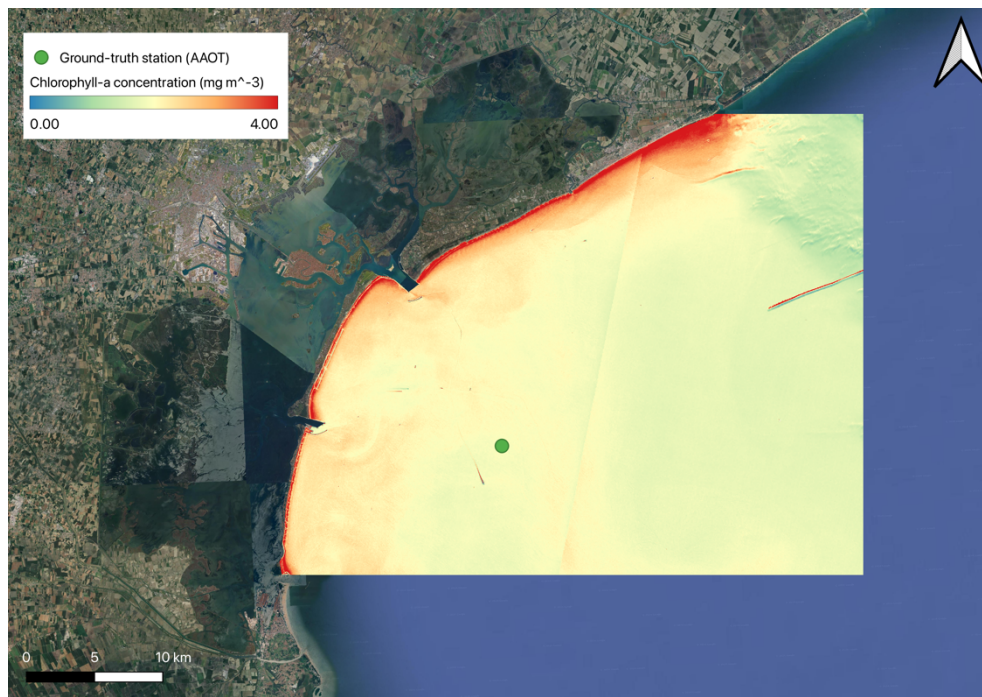 Ground-truth station (AAOT)
Chlorophyll-a concentration (mg m^-3)
0.00 4.00
0 5 10 km